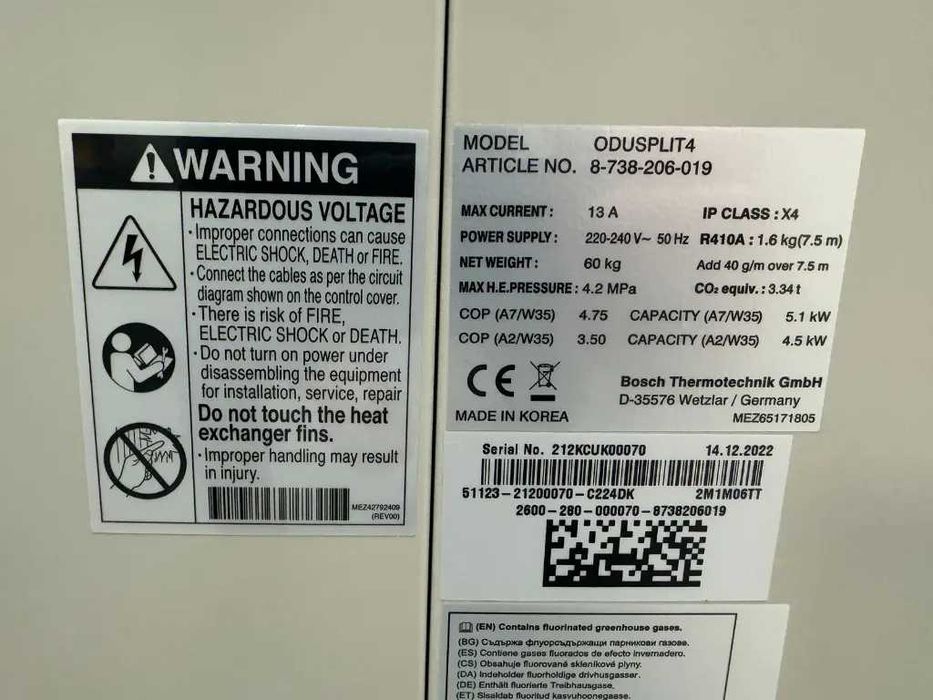 WARNING
HAZARDOUS VOLTAGE
· Improper connections can cause
ELECTRIC SHOCK, DEATH or FIRE.
· Connect the cables as per the circuit
diagram shown on the control cover.
· There is risk of FIRE,
ELECTRIC SHOCK or DEATH.
· Do not turn on power under
disassembling the equipment
for installation, service, repair
Do not touch the heat
exchanger fins.
· Improper handling may result
in injury.
MEZ42792409
(REV00)
MODEL ODUSPLIT4
ARTICLE NO. 8-738-206-019
MAX CURRENT : 13 A IP CLASS : X4
POWER SUPPLY : 220-240 V~ 50 Hz R410A : 1.6 kg(7.5 m)
NET WEIGHT : 60 kg Add 40 g/m over 7.5 m
MAX H.E.PRESSURE : 4.2 MPa CO₂ equiv. : 3.34 t
COP (A7/W35) 4.75 CAPACITY (A7/W35) 5.1 kW
COP (A2/W35) 3.50 CAPACITY (A2/W35) 4.5 kW
CE
Bosch Thermotechnik GmbH
D-35576 Wetzlar / Germany
MADE IN KOREA MEZ65171805
Serial No. 212KCUK00070 14.12.2022
51123-21200070-C224DK 2M1M06TT
2600-280-000070-8738206019
(EN) Contains fluorinated greenhouse gases.
(BG) Съдържа флуоросъдържащи парникови газове.
(ES) Contiene gases fluorados de efecto invernadero.
(CS) Obsahuje fluorované skleníkové plyny.
(DA) Indeholder fluorholdige drivhusgasser.
(DE) Enthält fluorierte Treibhausgase.
(ET) Sisaldab fluoritud kasvuhoonegaase.